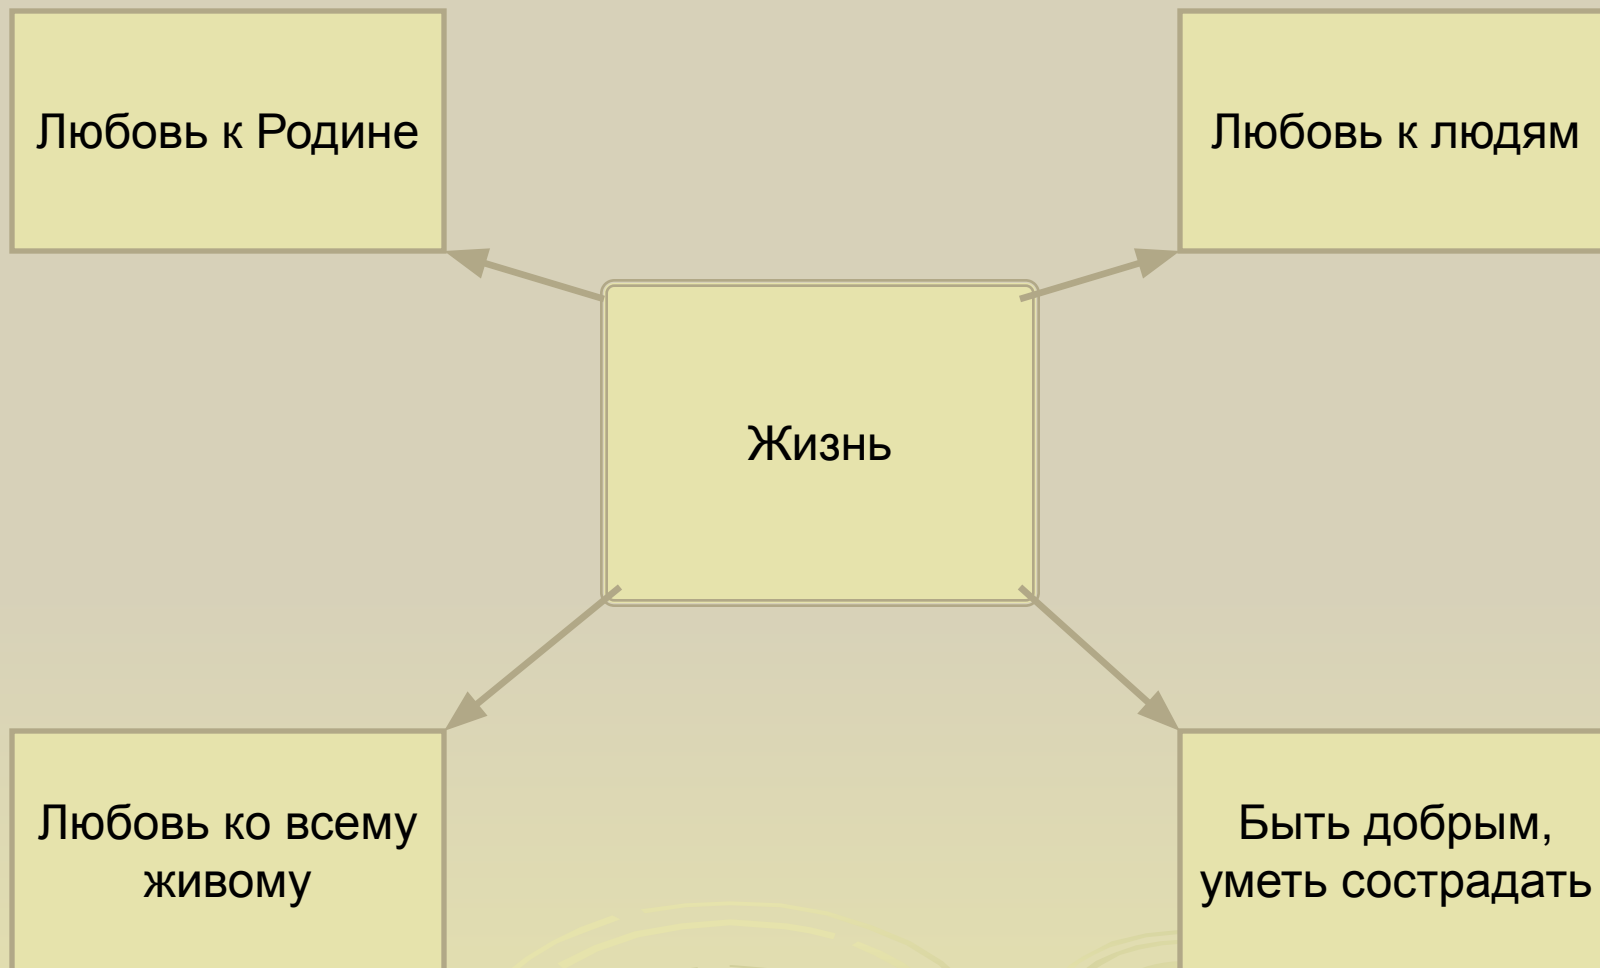 Любовь к Родине
Любовь к людям
Жизнь
Любовь ко всему
живому
Быть добрым,
уметь сострадать